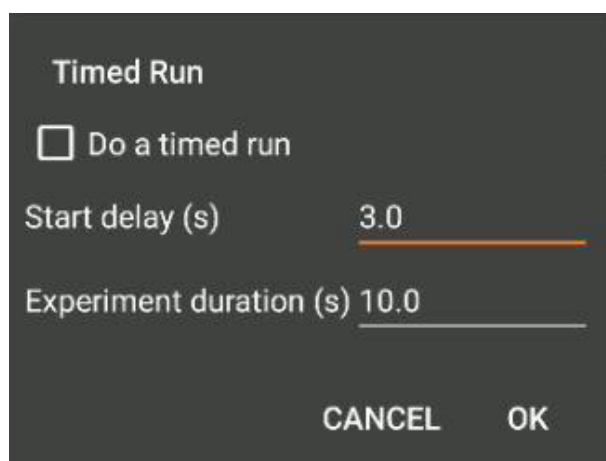 Timed Run
Do a timed run
Start delay (s) 3.0
Experiment duration (s) 10.0
CANCEL OK